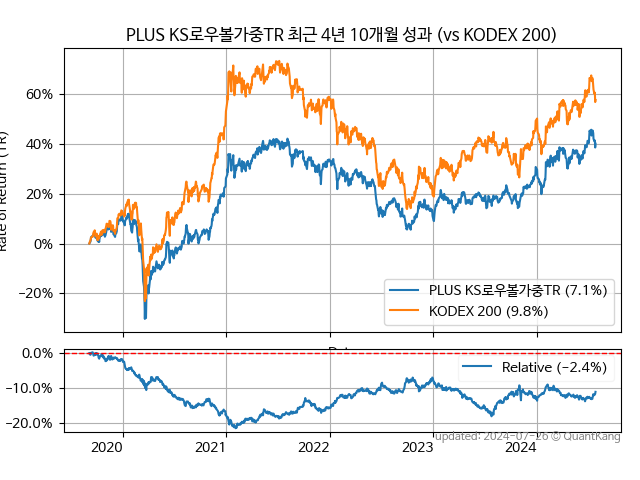 PLUS KS로우볼가중TR 최근 4년 10개월 성과 (vs KODEX 200)
Rate of Return (TR)
60%
40%
20%
0%
−20%
PLUS KS로우볼가중TR (7.1%)
KODEX 200 (9.8%)
0.0%
−10.0%
−20.0%
Relative (−2.4%)
2020
2021
2022
2023
2024
updated: 2024-07-26 © QuantKang